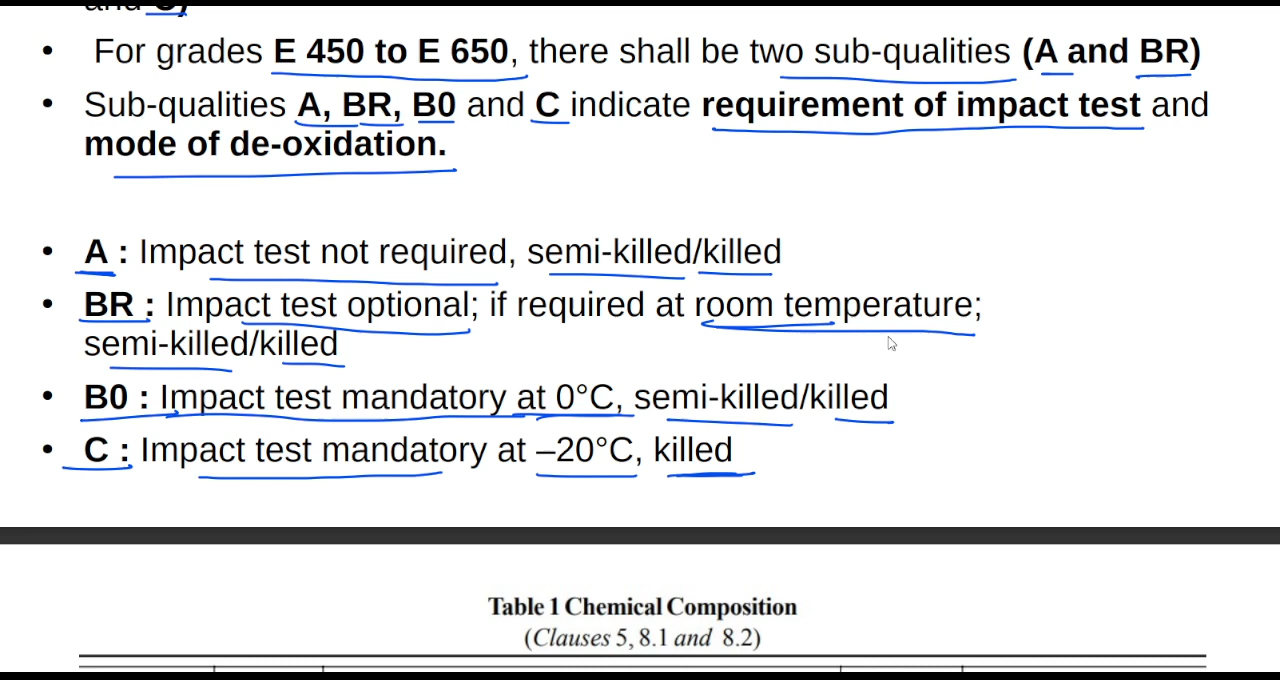 and C)
• For grades E 450 to E 650, there shall be two sub-qualities (A and BR)
• Sub-qualities A, BR, B0 and C indicate requirement of impact test and
mode of de-oxidation.
• A : Impact test not required, semi-killed/killed
• BR : Impact test optional; if required at room temperature;
semi-killed/killed
• B0 : Impact test mandatory at 0°C, semi-killed/killed
• C : Impact test mandatory at –20°C, killed
Table 1 Chemical Composition
(Clauses 5, 8.1 and 8.2)